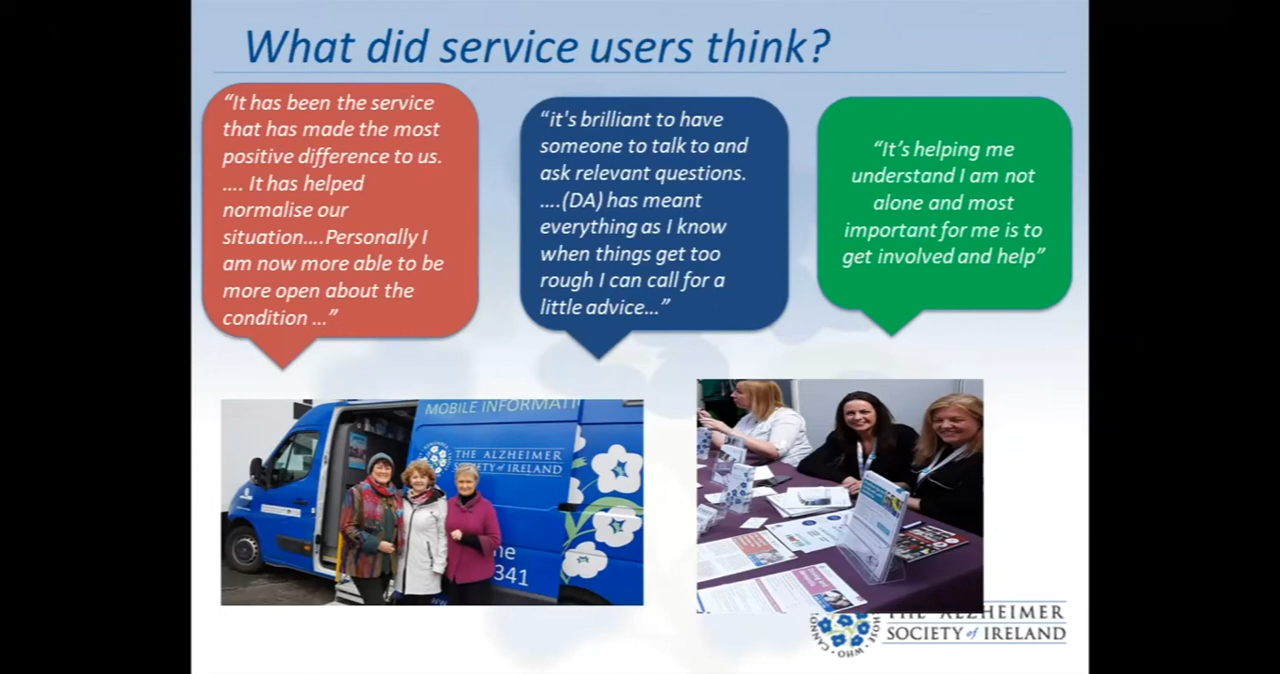 What did service users think?
“It has been the service
that has made the most
positive difference to us.
.... It has helped
normalise our
situation....Personally I
am now more able to be
more open about the
condition ...”
“it's brilliant to have
someone to talk to and
ask relevant questions.
....(DA) has meant
everything as I know
when things get too
rough I can call for a
little advice...”
“It’s helping me
understand I am not
alone and most
important for me is to
get involved and help”
MOBILE INFORMATI
THE ALZHEIMER
SOCIETY of IRELAND
ne
341
THE ALZHEIMER
SOCIETY of IRELAND
THOSE WHO CANNO